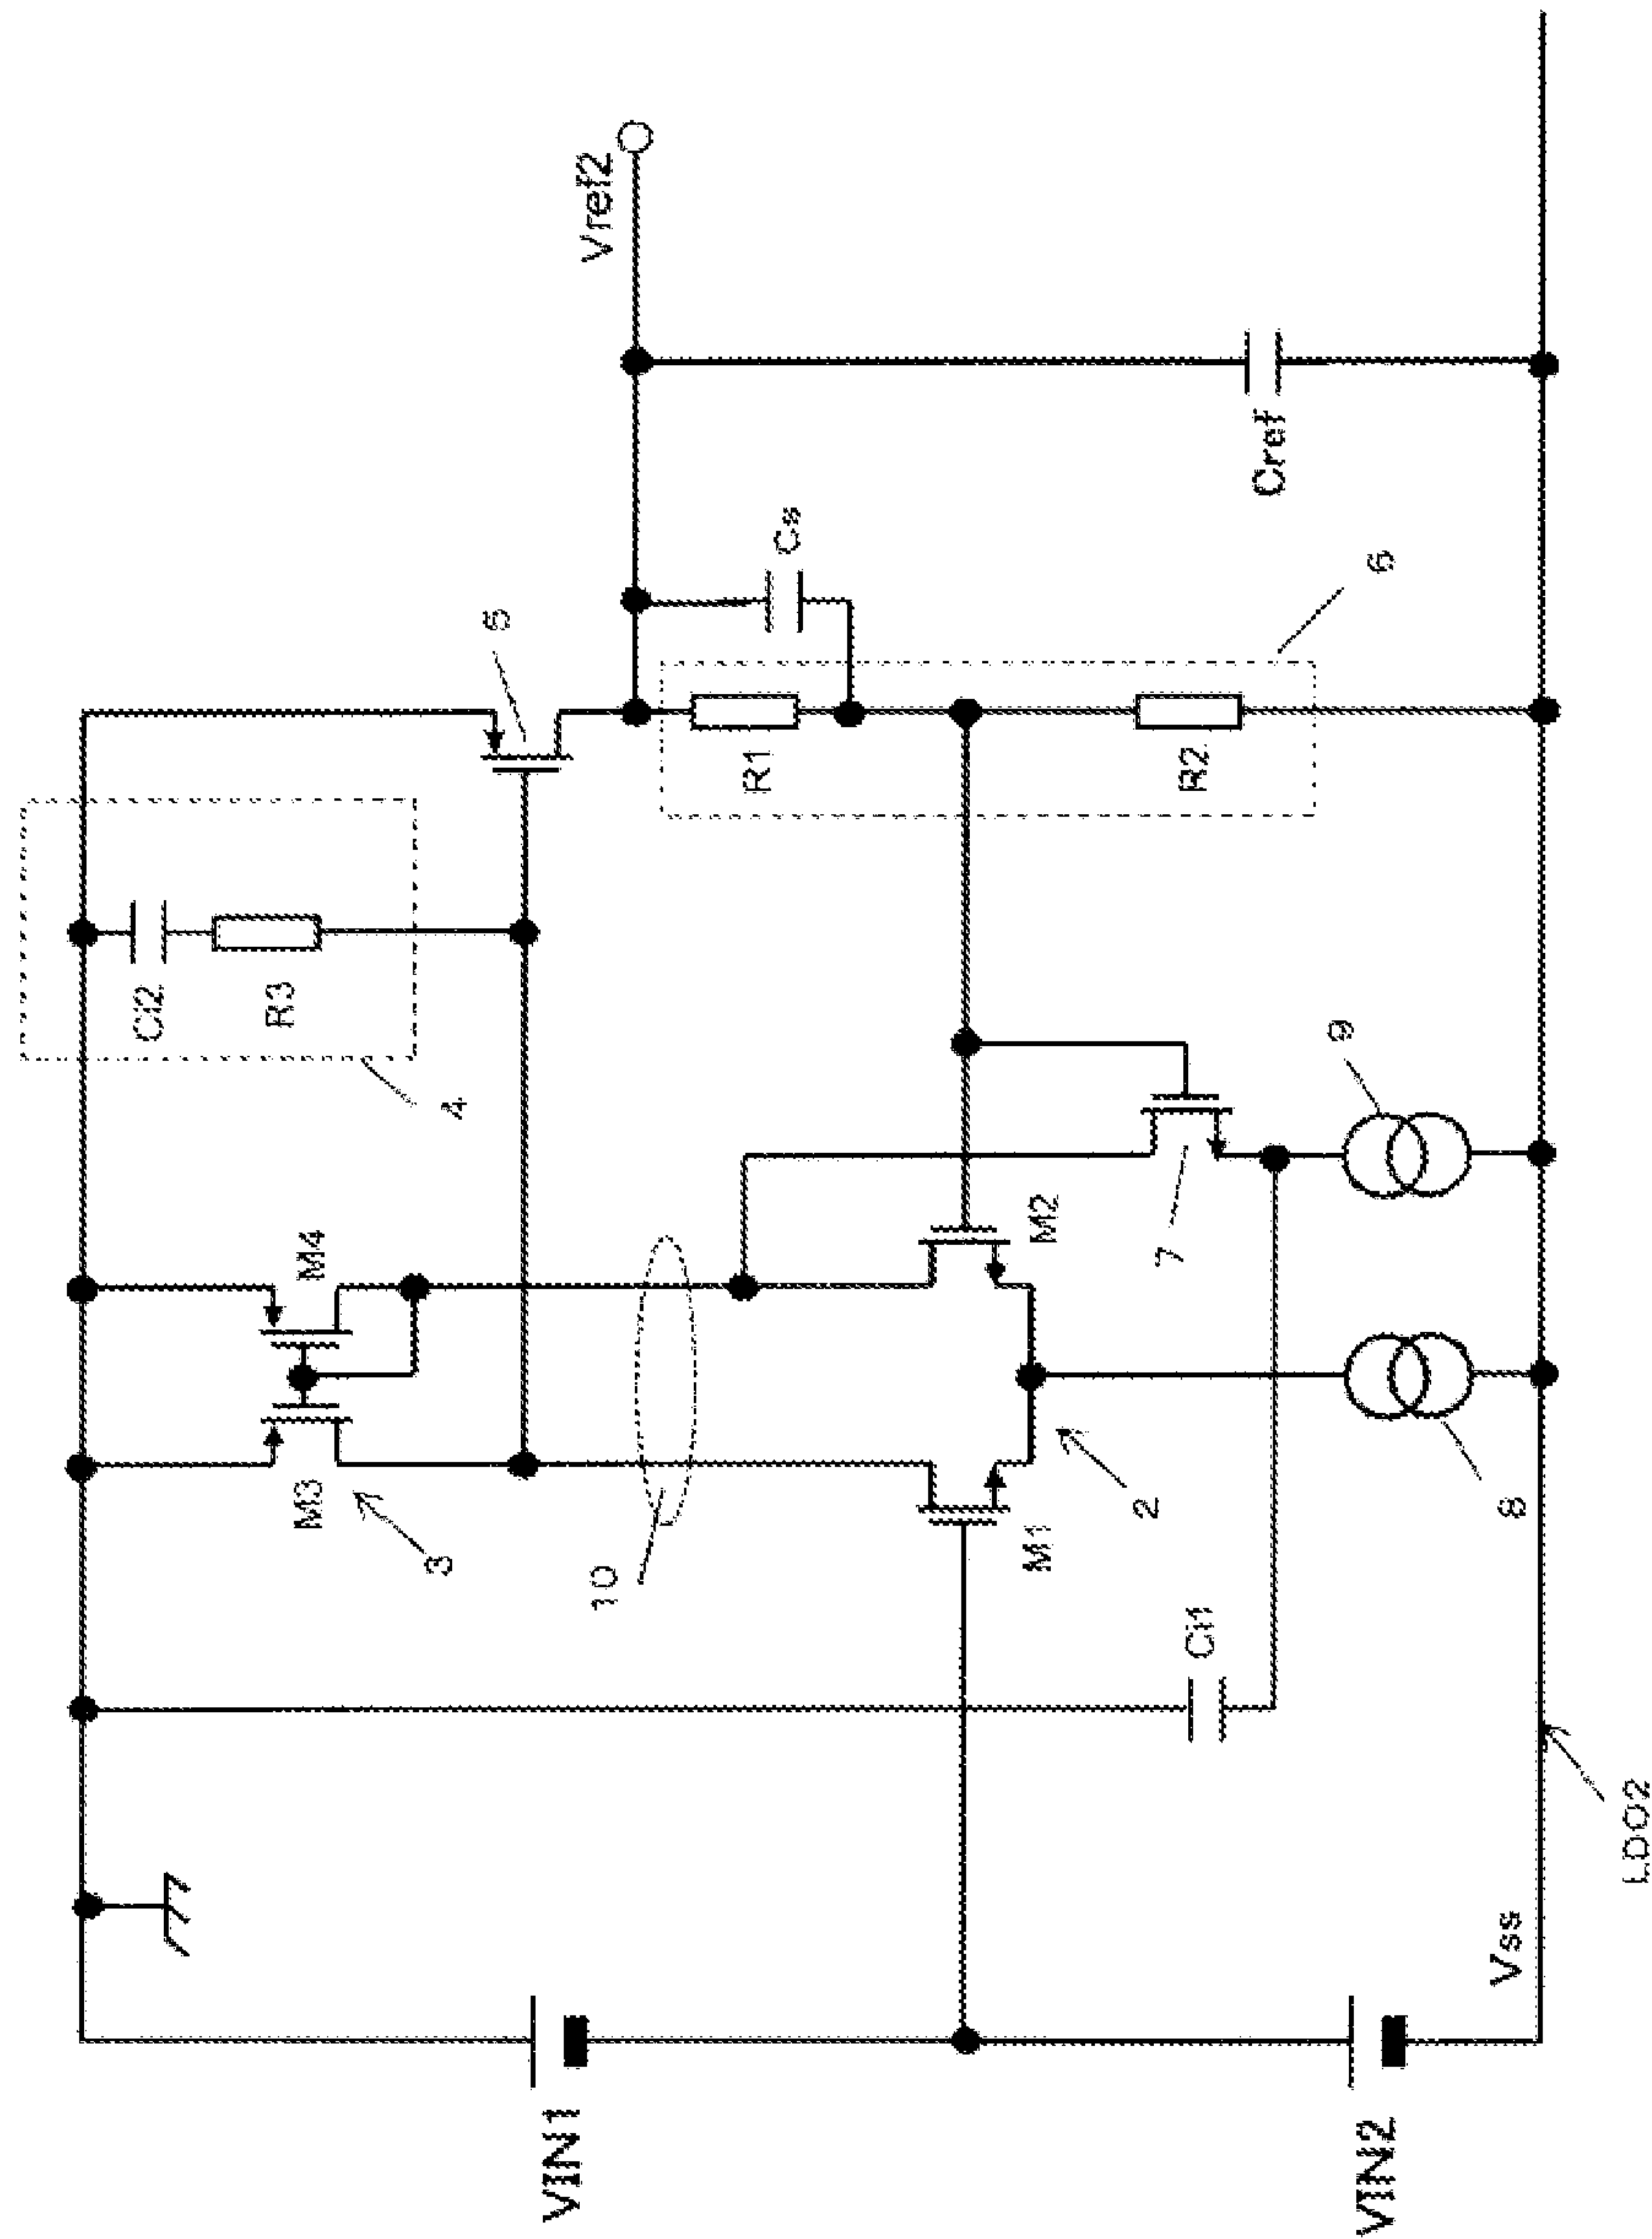 VIN1
VIN2
Vss
LDO2
Ci1
10
3
M3
M4
M1
M2
2
8
7
9
4
Ci2
R3
5
R1
R2
6
Cs
Cref
Vref2